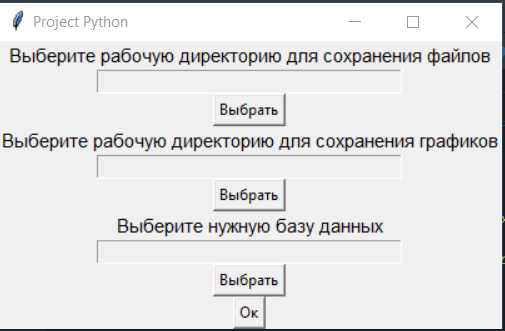 Project Python
Выберите рабочую директорию для сохранения файлов
Выбрать
Выберите рабочую директорию для сохранения графиков
Выбрать
Выберите нужную базу данных
Выбрать
Ок